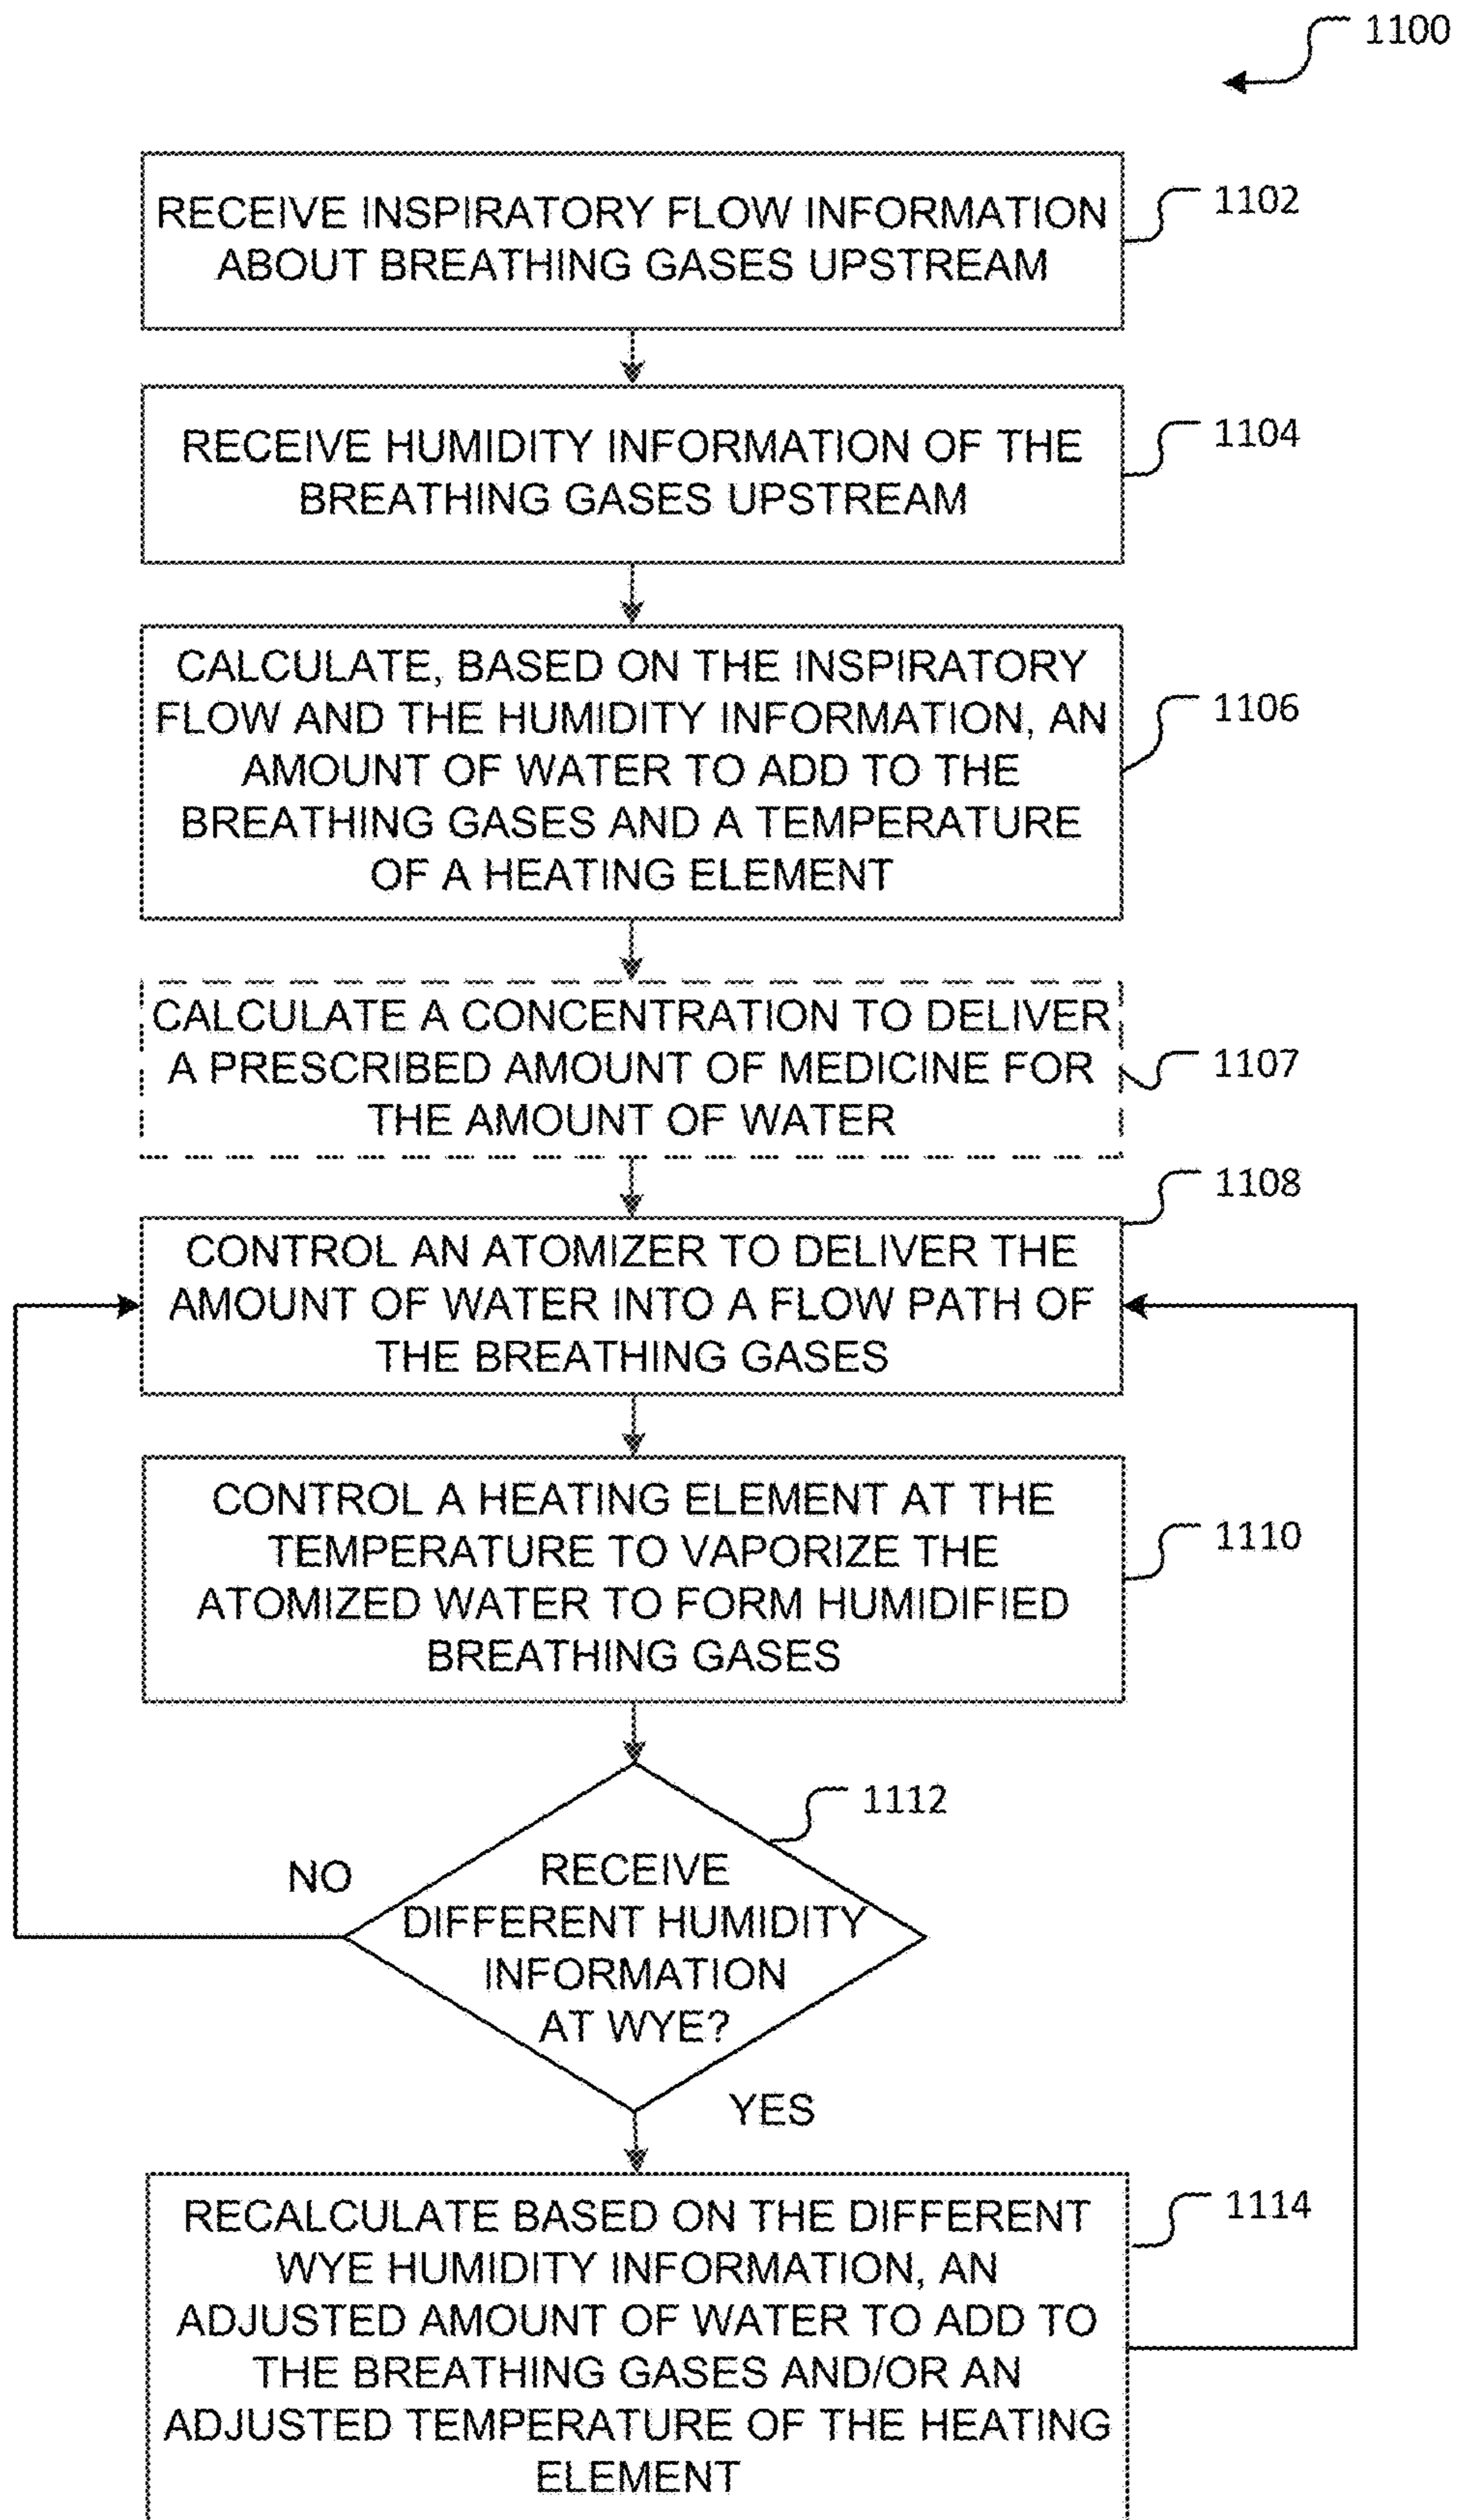 1100
RECEIVE INSPIRATORY FLOW INFORMATION
ABOUT BREATHING GASES UPSTREAM
1102
RECEIVE HUMIDITY INFORMATION OF THE
BREATHING GASES UPSTREAM
1104
CALCULATE, BASED ON THE INSPIRATORY
FLOW AND THE HUMIDITY INFORMATION, AN
AMOUNT OF WATER TO ADD TO THE
BREATHING GASES AND A TEMPERATURE
OF A HEATING ELEMENT
1106
CALCULATE A CONCENTRATION TO DELIVER
A PRESCRIBED AMOUNT OF MEDICINE FOR
THE AMOUNT OF WATER
1107
CONTROL AN ATOMIZER TO DELIVER THE
AMOUNT OF WATER INTO A FLOW PATH OF
THE BREATHING GASES
1108
CONTROL A HEATING ELEMENT AT THE
TEMPERATURE TO VAPORIZE THE
ATOMIZED WATER TO FORM HUMIDIFIED
BREATHING GASES
1110
RECEIVE
DIFFERENT HUMIDITY
INFORMATION
AT WYE?
1112
NO
YES
RECALCULATE BASED ON THE DIFFERENT
WYE HUMIDITY INFORMATION, AN
ADJUSTED AMOUNT OF WATER TO ADD TO
THE BREATHING GASES AND/OR AN
ADJUSTED TEMPERATURE OF THE HEATING
ELEMENT
1114